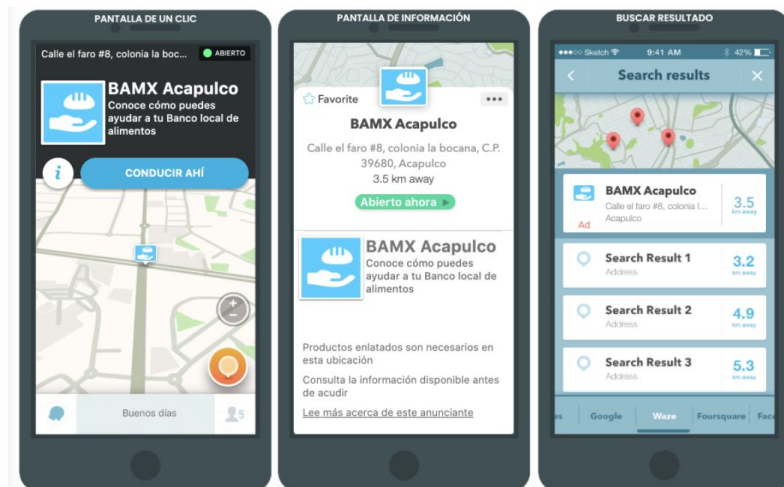 PANTALLA DE UN CLIC
Calle el faro #8, colonia la boc...
ABIERTO
BAMX Acapulco
Conoce cómo puedes
ayudar a tu Banco local de
alimentos
i
CONDUCIR AHÍ
Buenos días
5
PANTALLA DE INFORMACIÓN
Favorite
BAMX Acapulco
Calle el faro #8, colonia la bocana, C.P.
39680, Acapulco
3.5 km away
Abierto ahora
BAMX Acapulco
Conoce cómo puedes
ayudar a tu Banco local de
alimentos
Productos enlatados son necesarios en
esta ubicación
Consulta la información disponible antes
de acudir
Lee más acerca de este anunciante
BUSCAR RESULTADO
Sketch 9:41 AM 42%
Search results
BAMX Acapulco
Calle el faro #8, colonia l...
Acapulco
Ad
3.5
km away
Search Result 1
Address
3.2
km away
Search Result 2
Address
4.9
km away
Search Result 3
Address
5.3
km away
es Google Waze Foursquare Face